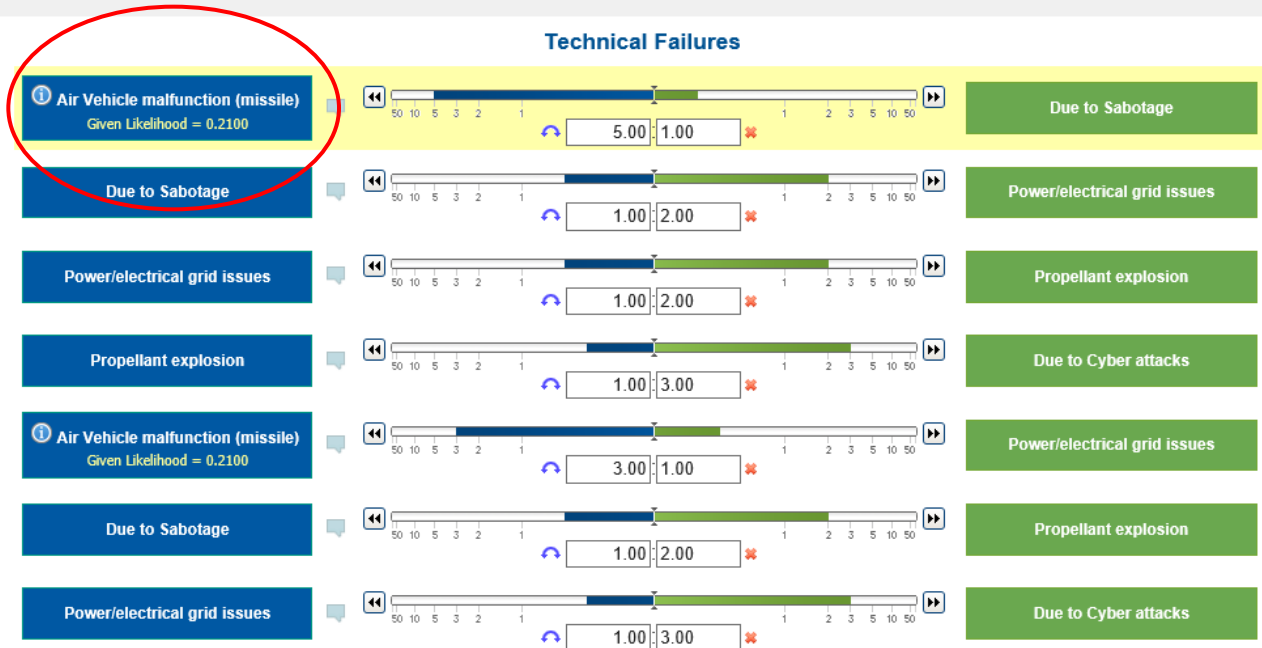 Technical Failures
Air Vehicle malfunction (missile)
Given Likelihood = 0.2100
50 10 5 3 2 1 1 2 3 5 10 50
5.00 : 1.00
Due to Sabotage
Due to Sabotage
50 10 5 3 2 1 1 2 3 5 10 50
1.00 : 2.00
Power/electrical grid issues
Power/electrical grid issues
50 10 5 3 2 1 1 2 3 5 10 50
1.00 : 2.00
Propellant explosion
Propellant explosion
50 10 5 3 2 1 1 2 3 5 10 50
1.00 : 3.00
Due to Cyber attacks
Air Vehicle malfunction (missile)
Given Likelihood = 0.2100
50 10 5 3 2 1 1 2 3 5 10 50
3.00 : 1.00
Power/electrical grid issues
Due to Sabotage
50 10 5 3 2 1 1 2 3 5 10 50
1.00 : 2.00
Propellant explosion
Power/electrical grid issues
50 10 5 3 2 1 1 2 3 5 10 50
1.00 : 3.00
Due to Cyber attacks